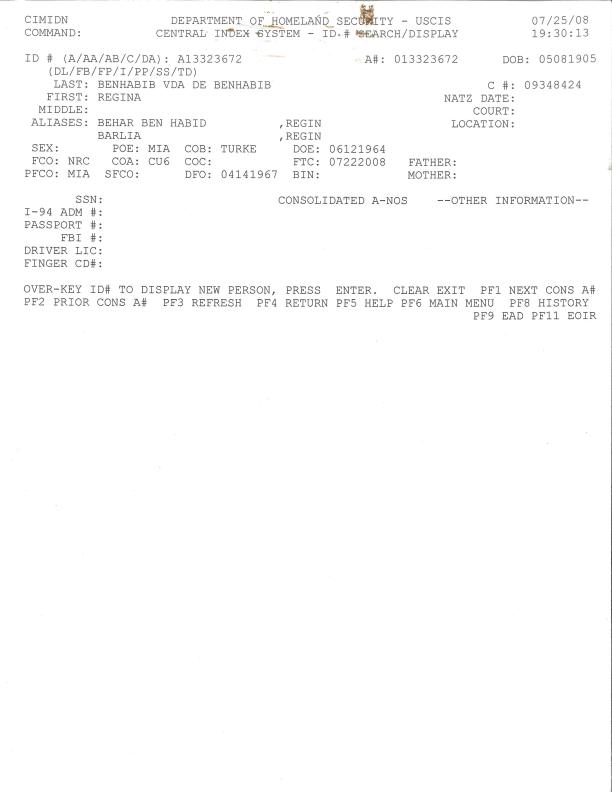 CIMIDN DEPARTMENT OF HOMELAND SECURITY - USCIS 07/25/08
COMMAND: CENTRAL INDEX SYSTEM - ID # SEARCH/DISPLAY 19:30:13
ID # (A/AA/AB/C/DA): A13323672 A#: 013323672 DOB: 05081905
(DL/FB/FP/I/PP/SS/TD)
LAST: BENHABIB VDA DE BENHABIB C #: 09348424
FIRST: REGINA NATZ DATE:
MIDDLE: COURT:
ALIASES: BEHAR BEN HABID ,REGIN LOCATION:
BARLIA ,REGIN
SEX: POE: MIA COB: TURKE DOE: 06121964
FCO: NRC COA: CU6 COC: FTC: 07222008 FATHER:
PFCO: MIA SFCO: DFO: 04141967 BIN: MOTHER:
SSN: CONSOLIDATED A-NOS --OTHER INFORMATION--
I-94 ADM #:
PASSPORT #:
FBI #:
DRIVER LIC:
FINGER CD#:
OVER-KEY ID# TO DISPLAY NEW PERSON, PRESS ENTER. CLEAR EXIT PF1 NEXT CONS A#
PF2 PRIOR CONS A# PF3 REFRESH PF4 RETURN PF5 HELP PF6 MAIN MENU PF8 HISTORY
PF9 EAD PF11 EOIR